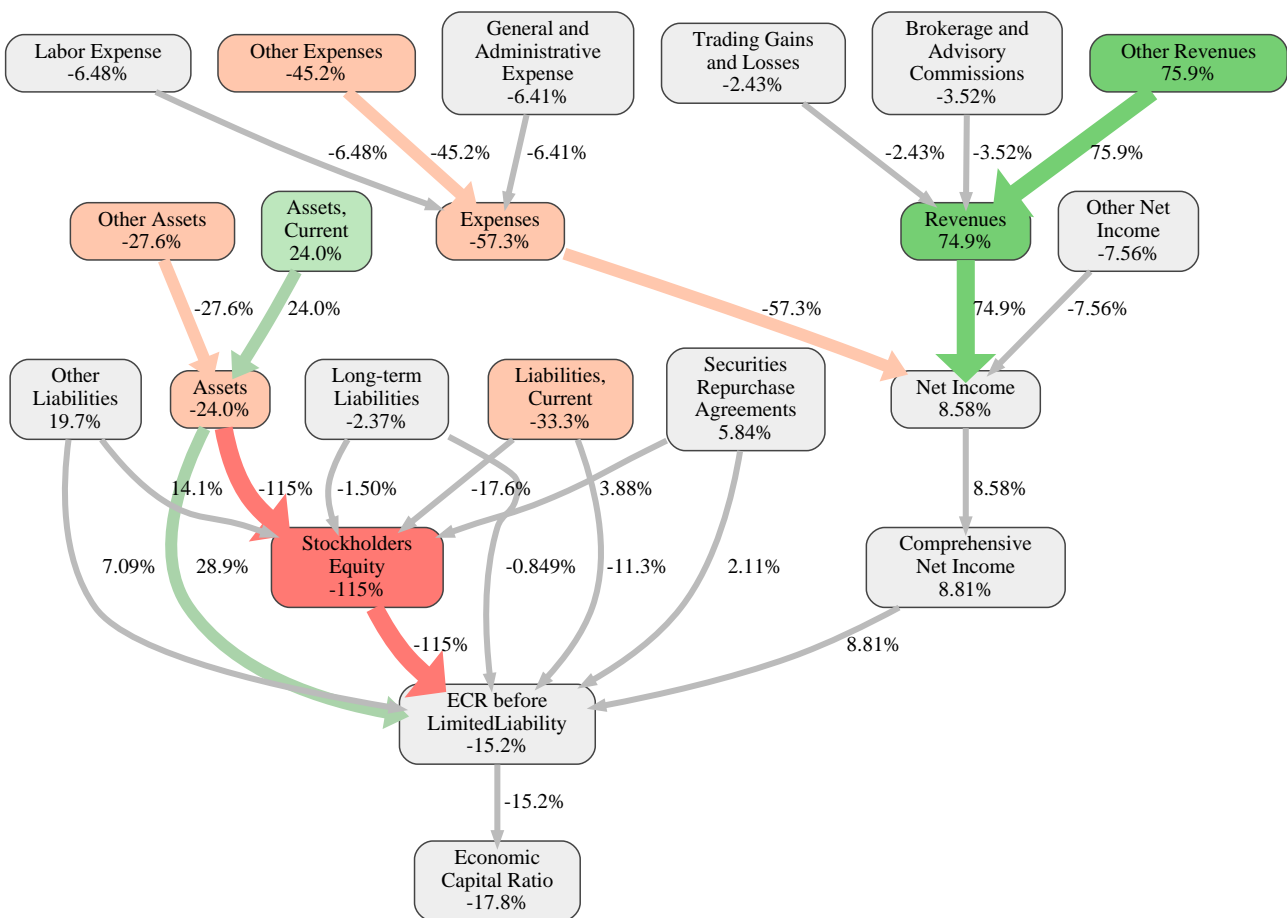 Labor Expense
-6.48%
Other Expenses
-45.2%
General and
Administrative
Expense
-6.41%
Trading Gains
and Losses
-2.43%
Brokerage and
Advisory
Commissions
-3.52%
Other Revenues
75.9%
-6.48%
-45.2%
-6.41%
-2.43%
-3.52%
75.9%
Other Assets
-27.6%
Assets,
Current
24.0%
Expenses
-57.3%
Revenues
74.9%
Other Net
Income
-7.56%
-27.6%
24.0%
-57.3%
74.9%
-7.56%
Other
Liabilities
19.7%
Assets
-24.0%
Long-term
Liabilities
-2.37%
Liabilities,
Current
-33.3%
Securities
Repurchase
Agreements
5.84%
Net Income
8.58%
14.1%
-115%
-1.50%
-17.6%
3.88%
8.58%
Stockholders
Equity
-115%
Comprehensive
Net Income
8.81%
7.09%
28.9%
-0.849%
-11.3%
2.11%
-115%
8.81%
ECR before
LimitedLiability
-15.2%
-15.2%
Economic
Capital Ratio
-17.8%